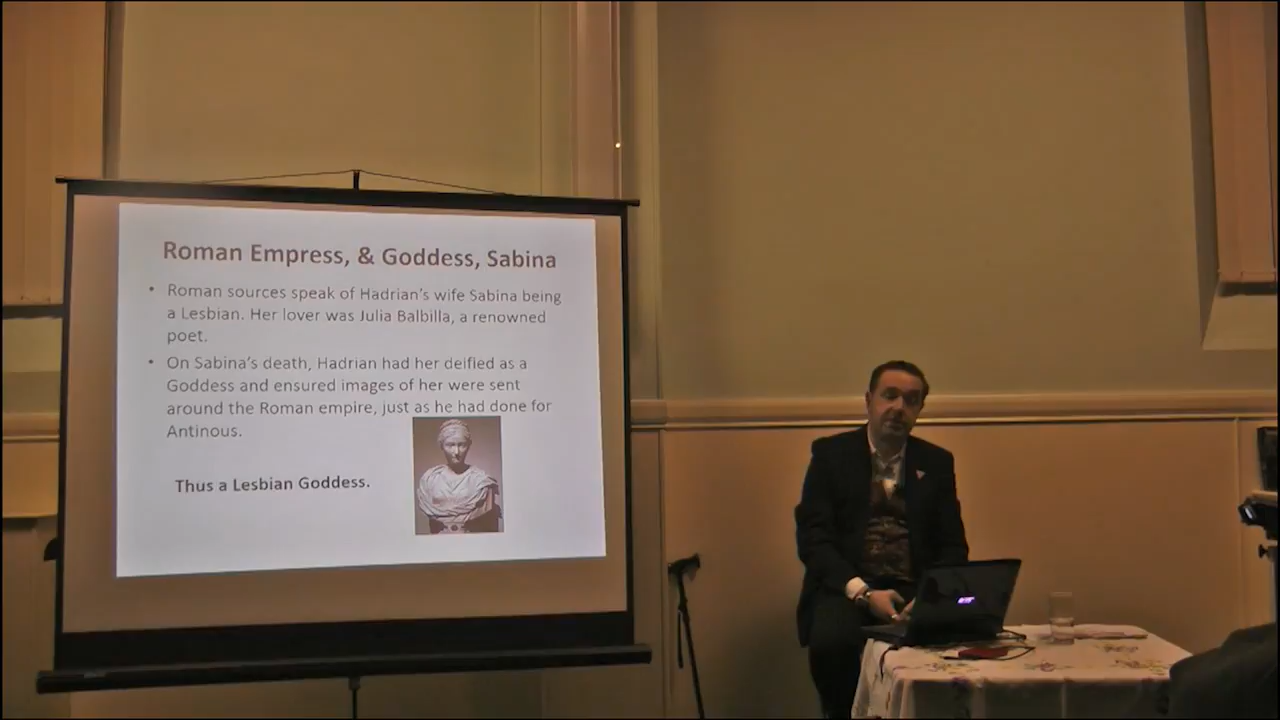 Roman Empress, & Goddess, Sabina
• Roman sources speak of Hadrian's wife Sabina being
a Lesbian. Her lover was Julia Balbilla, a renowned
poet.
• On Sabina's death, Hadrian had her deified as a
Goddess and ensured images of her were sent
around the Roman empire, just as he had done for
Antinous.
Thus a Lesbian Goddess.